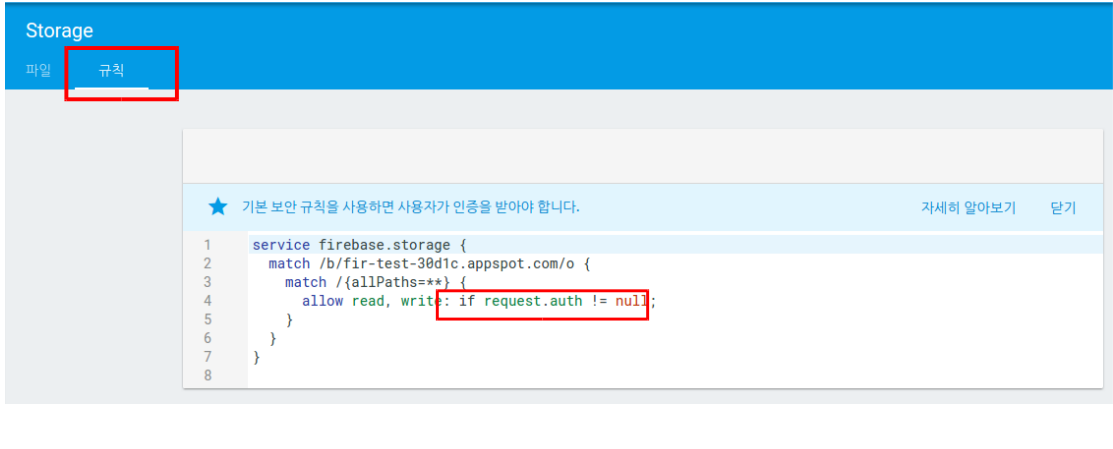 Storage
파일 규칙
기본 보안 규칙을 사용하면 사용자가 인증을 받아야 합니다. 자세히 알아보기 닫기
1 service firebase.storage {
2 match /b/fir-test-30d1c.appspot.com/o {
3 match /{allPaths=**} {
4 allow read, write: if request.auth != null;
5 }
6 }
7 }
8